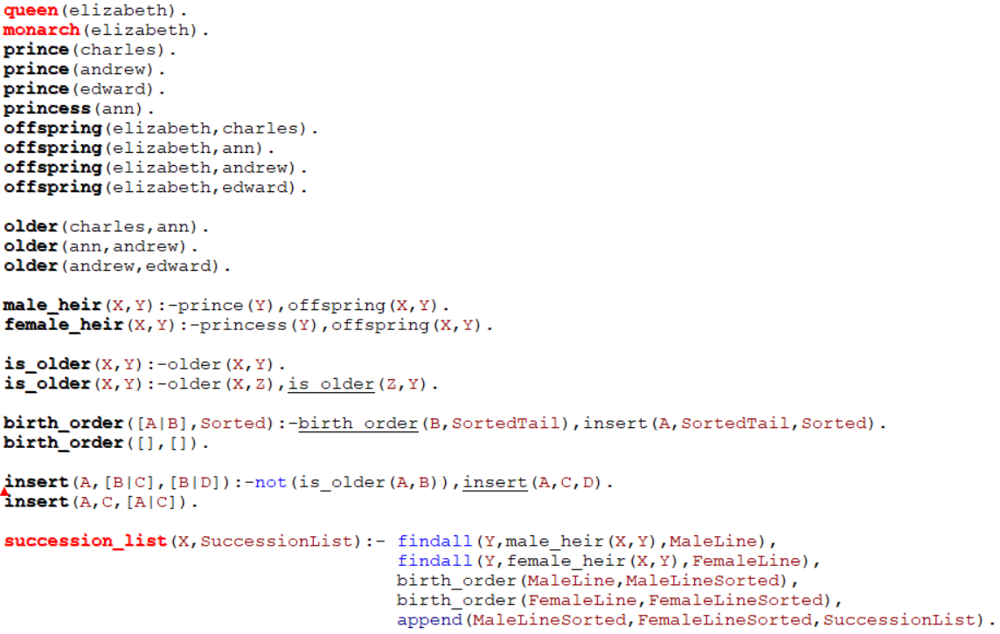 queen(elizabeth).
monarch(elizabeth).
prince(charles).
prince(andrew).
prince(edward).
princess(ann).
offspring(elizabeth,charles).
offspring(elizabeth,ann).
offspring(elizabeth,andrew).
offspring(elizabeth,edward).
older(charles,ann).
older(ann,andrew).
older(andrew,edward).
male_heir(X,Y):-prince(Y),offspring(X,Y).
female_heir(X,Y):-princess(Y),offspring(X,Y).
is_older(X,Y):-older(X,Y).
is_older(X,Y):-older(X,Z),is_older(Z,Y).
birth_order([A|B],Sorted):-birth_order(B,SortedTail),insert(A,SortedTail,Sorted).
birth_order([],[]).
insert(A,[B|C],[B|D]):-not(is_older(A,B)),insert(A,C,D).
insert(A,C,[A|C]).
succession_list(X,SuccessionList):- findall(Y,male_heir(X,Y),MaleLine),
findall(Y,female_heir(X,Y),FemaleLine),
birth_order(MaleLine,MaleLineSorted),
birth_order(FemaleLine,FemaleLineSorted),
append(MaleLineSorted,FemaleLineSorted,SuccessionList).